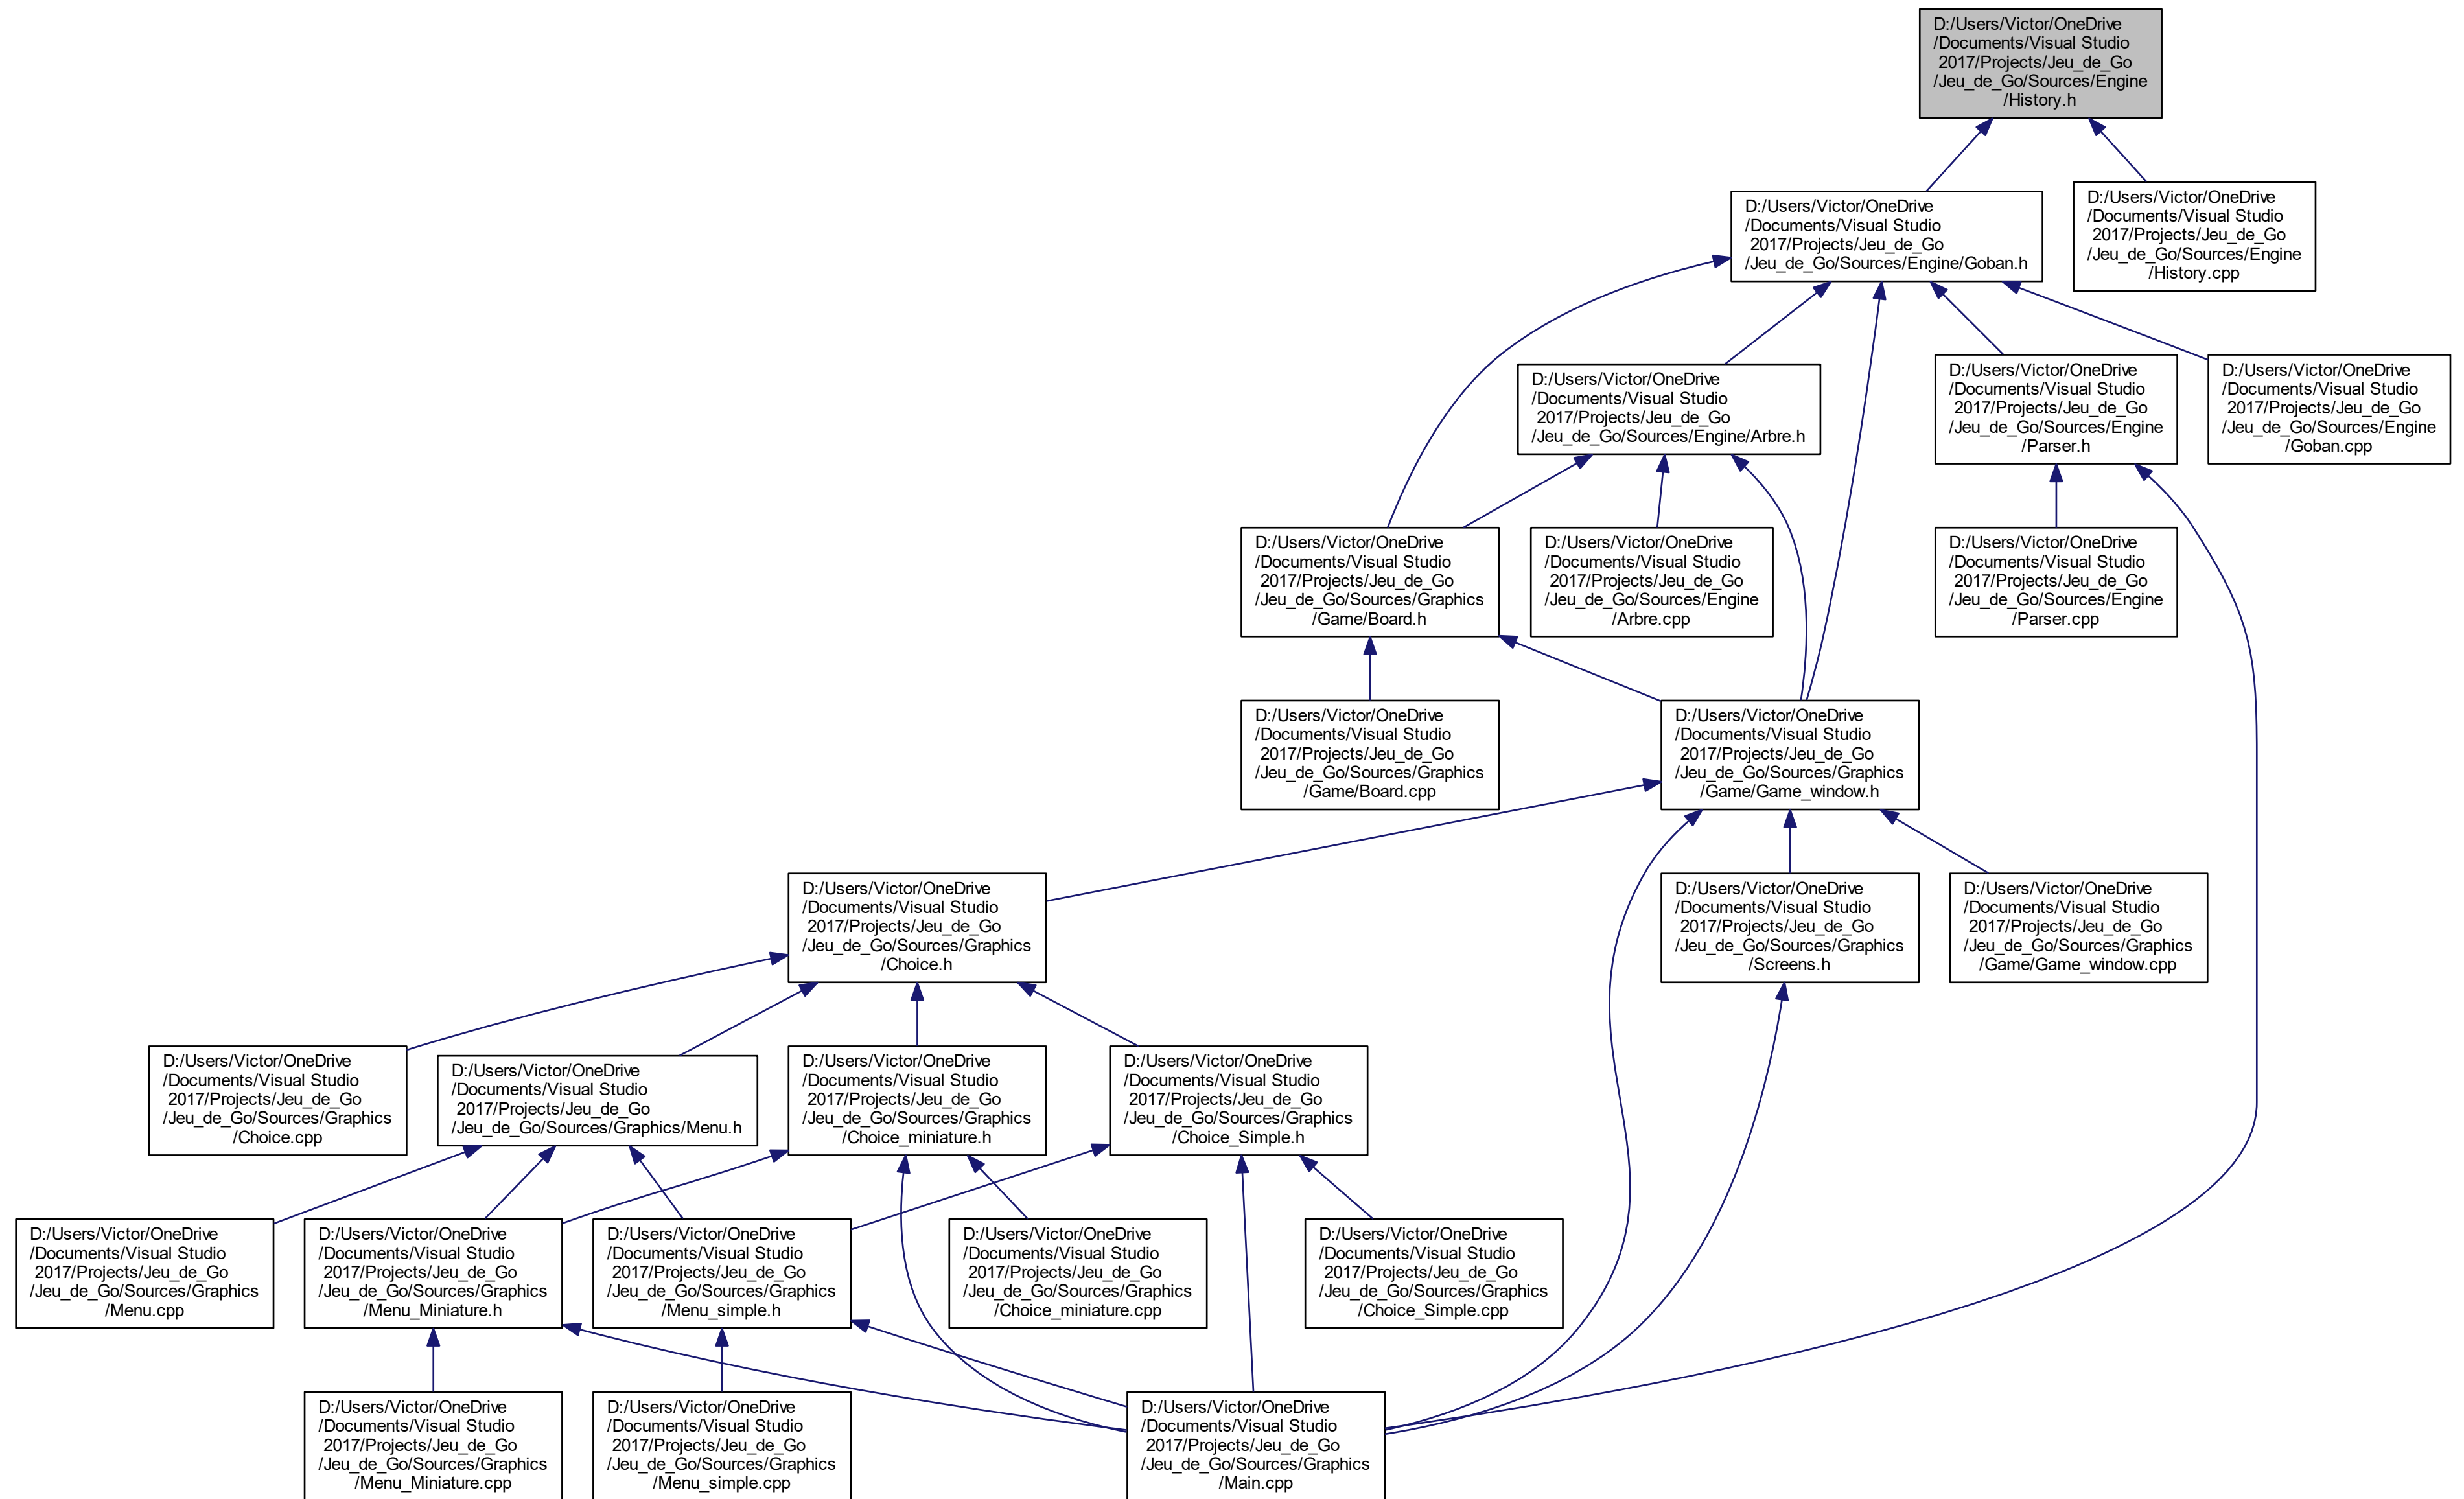 D:/Users/Victor/OneDrive
/Documents/Visual Studio
2017/Projects/Jeu_de_Go
/Jeu_de_Go/Sources/Engine
/History.h
D:/Users/Victor/OneDrive
/Documents/Visual Studio
2017/Projects/Jeu_de_Go
/Jeu_de_Go/Sources/Engine/Goban.h
D:/Users/Victor/OneDrive
/Documents/Visual Studio
2017/Projects/Jeu_de_Go
/Jeu_de_Go/Sources/Engine
/History.cpp
D:/Users/Victor/OneDrive
/Documents/Visual Studio
2017/Projects/Jeu_de_Go
/Jeu_de_Go/Sources/Engine/Arbre.h
D:/Users/Victor/OneDrive
/Documents/Visual Studio
2017/Projects/Jeu_de_Go
/Jeu_de_Go/Sources/Engine
/Parser.h
D:/Users/Victor/OneDrive
/Documents/Visual Studio
2017/Projects/Jeu_de_Go
/Jeu_de_Go/Sources/Engine
/Goban.cpp
D:/Users/Victor/OneDrive
/Documents/Visual Studio
2017/Projects/Jeu_de_Go
/Jeu_de_Go/Sources/Graphics
/Game/Board.h
D:/Users/Victor/OneDrive
/Documents/Visual Studio
2017/Projects/Jeu_de_Go
/Jeu_de_Go/Sources/Engine
/Arbre.cpp
D:/Users/Victor/OneDrive
/Documents/Visual Studio
2017/Projects/Jeu_de_Go
/Jeu_de_Go/Sources/Engine
/Parser.cpp
D:/Users/Victor/OneDrive
/Documents/Visual Studio
2017/Projects/Jeu_de_Go
/Jeu_de_Go/Sources/Graphics
/Game/Board.cpp
D:/Users/Victor/OneDrive
/Documents/Visual Studio
2017/Projects/Jeu_de_Go
/Jeu_de_Go/Sources/Graphics
/Game/Game_window.h
D:/Users/Victor/OneDrive
/Documents/Visual Studio
2017/Projects/Jeu_de_Go
/Jeu_de_Go/Sources/Graphics
/Choice.h
D:/Users/Victor/OneDrive
/Documents/Visual Studio
2017/Projects/Jeu_de_Go
/Jeu_de_Go/Sources/Graphics
/Screens.h
D:/Users/Victor/OneDrive
/Documents/Visual Studio
2017/Projects/Jeu_de_Go
/Jeu_de_Go/Sources/Graphics
/Game/Game_window.cpp
D:/Users/Victor/OneDrive
/Documents/Visual Studio
2017/Projects/Jeu_de_Go
/Jeu_de_Go/Sources/Graphics
/Choice.cpp
D:/Users/Victor/OneDrive
/Documents/Visual Studio
2017/Projects/Jeu_de_Go
/Jeu_de_Go/Sources/Graphics/Menu.h
D:/Users/Victor/OneDrive
/Documents/Visual Studio
2017/Projects/Jeu_de_Go
/Jeu_de_Go/Sources/Graphics
/Choice_miniature.h
D:/Users/Victor/OneDrive
/Documents/Visual Studio
2017/Projects/Jeu_de_Go
/Jeu_de_Go/Sources/Graphics
/Choice_Simple.h
D:/Users/Victor/OneDrive
/Documents/Visual Studio
2017/Projects/Jeu_de_Go
/Jeu_de_Go/Sources/Graphics
/Menu.cpp
D:/Users/Victor/OneDrive
/Documents/Visual Studio
2017/Projects/Jeu_de_Go
/Jeu_de_Go/Sources/Graphics
/Menu_Miniature.h
D:/Users/Victor/OneDrive
/Documents/Visual Studio
2017/Projects/Jeu_de_Go
/Jeu_de_Go/Sources/Graphics
/Menu_simple.h
D:/Users/Victor/OneDrive
/Documents/Visual Studio
2017/Projects/Jeu_de_Go
/Jeu_de_Go/Sources/Graphics
/Choice_miniature.cpp
D:/Users/Victor/OneDrive
/Documents/Visual Studio
2017/Projects/Jeu_de_Go
/Jeu_de_Go/Sources/Graphics
/Choice_Simple.cpp
D:/Users/Victor/OneDrive
/Documents/Visual Studio
2017/Projects/Jeu_de_Go
/Jeu_de_Go/Sources/Graphics
/Menu_Miniature.cpp
D:/Users/Victor/OneDrive
/Documents/Visual Studio
2017/Projects/Jeu_de_Go
/Jeu_de_Go/Sources/Graphics
/Menu_simple.cpp
D:/Users/Victor/OneDrive
/Documents/Visual Studio
2017/Projects/Jeu_de_Go
/Jeu_de_Go/Sources/Graphics
/Main.cpp